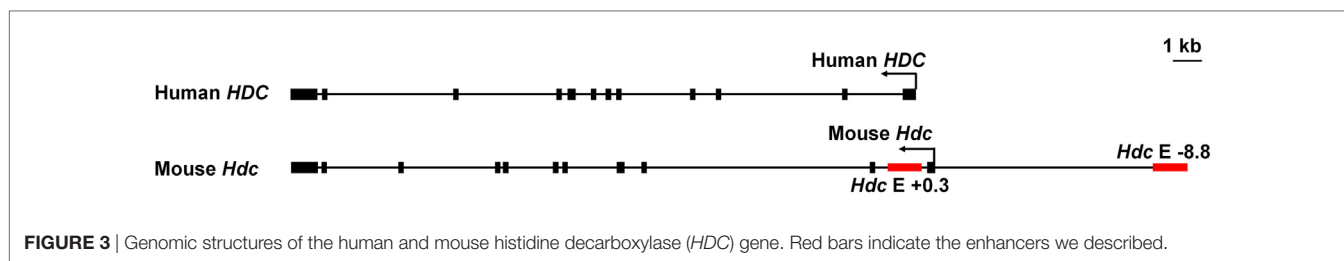 1 kb
Human HDC
Human HDC
Mouse Hdc
Hdc E -8.8
Mouse Hdc
Hdc E +0.3
FIGURE 3 | Genomic structures of the human and mouse histidine decarboxylase (HDC) gene. Red bars indicate the enhancers we described.